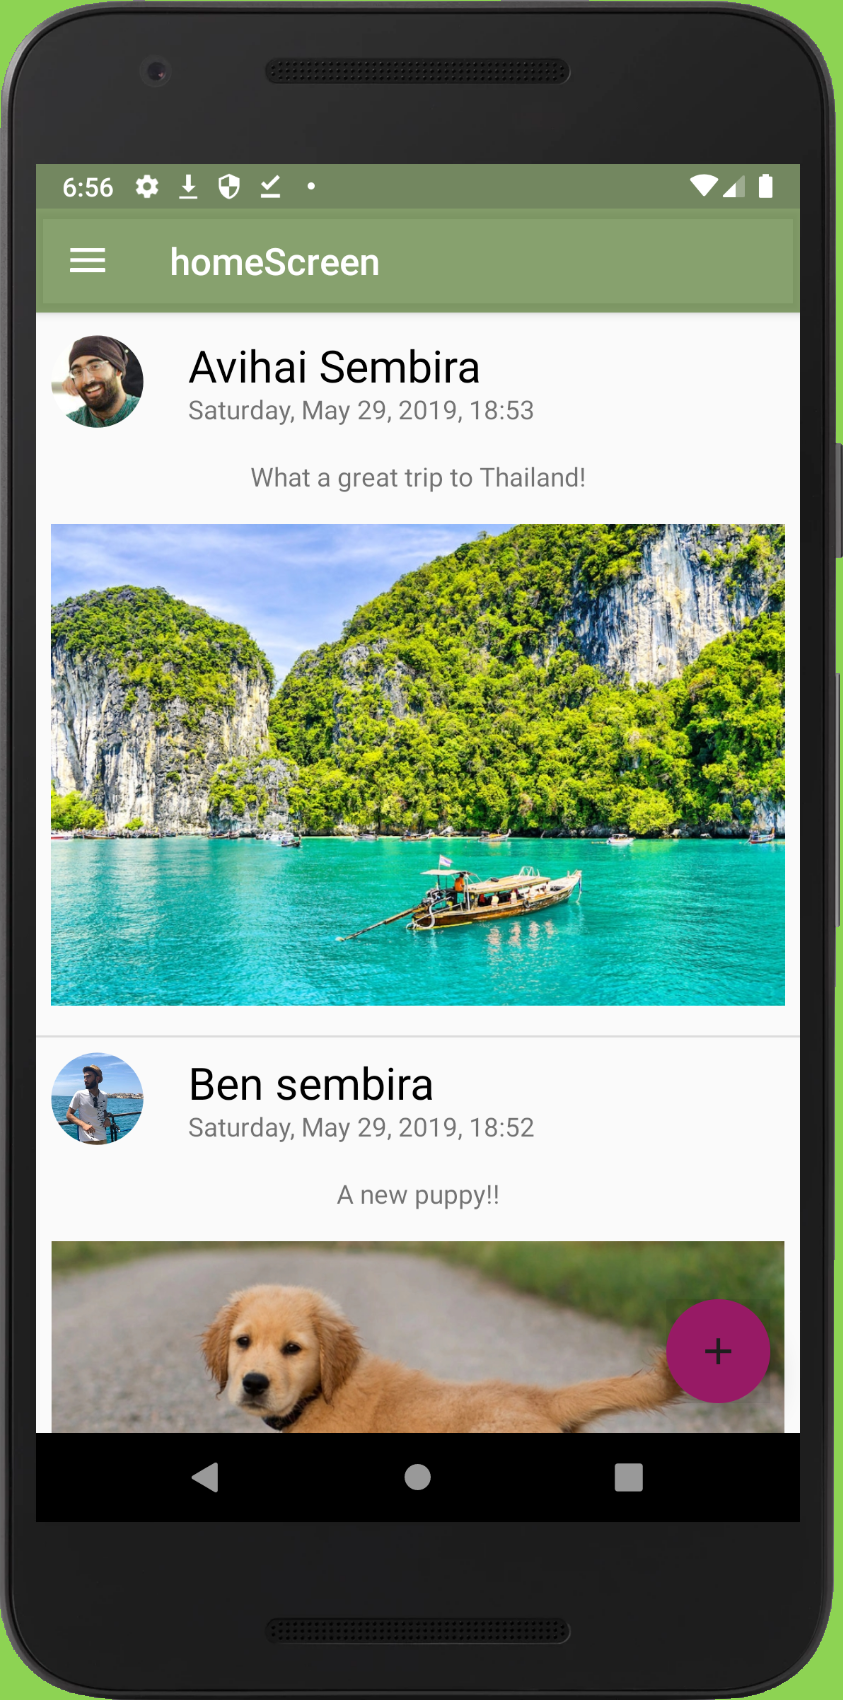 6:56
homeScreen
Avihai Sembira
Saturday, May 29, 2019, 18:53
What a great trip to Thailand!
Ben sembira
Saturday, May 29, 2019, 18:52
A new puppy!!